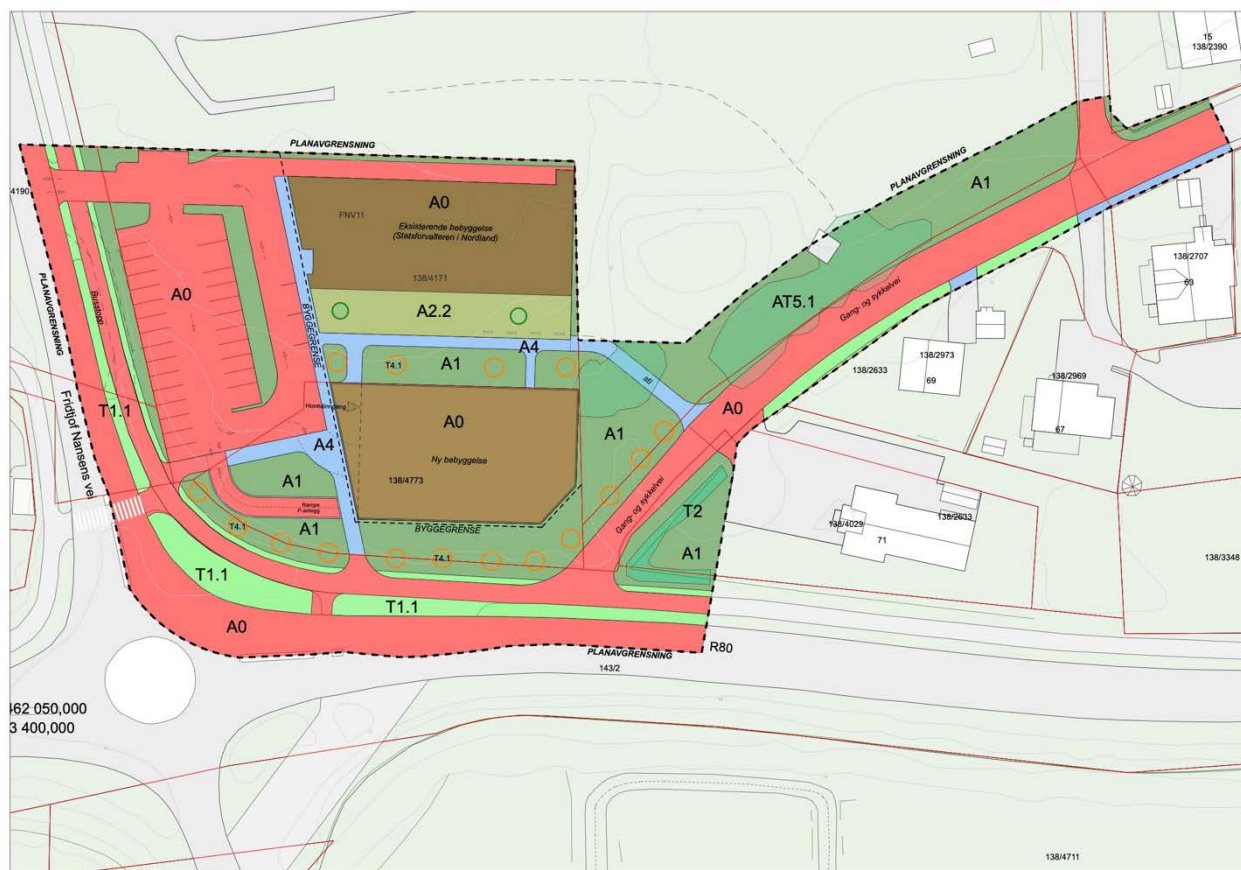 15
138/2390
PLANAVGRENSNING
PLANAVGRENSNING
4190
A0
A1
FNV11
Eksisterende bebyggelse
(Statsforvalteren i Nordland)
138/2707
63
138/4171
PLANAVGRENSNING
Busstopp
A0
BYGGEGRENSE
A2.2
AT5.1
Gang- og sykkelvei
A4
138/2973
T4.1
A1
138/2633
69
138/2969
sti
Fridtjof Nansens vei
T1.1
Hovedinngang
A0
A0
67
A4
A1
Ny bebyggelse
A1
138/4773
Gang- og sykkelvei
Rampe
P-anlegg
T2
138/4029
138/2633
T4.1
A1
BYGGEGRENSE
71
T4.1
A1
138/3348
T1.1
T1.1
A0
R80
PLANAVGRENSNING
143/2
462 050,000
3 400,000
138/4711